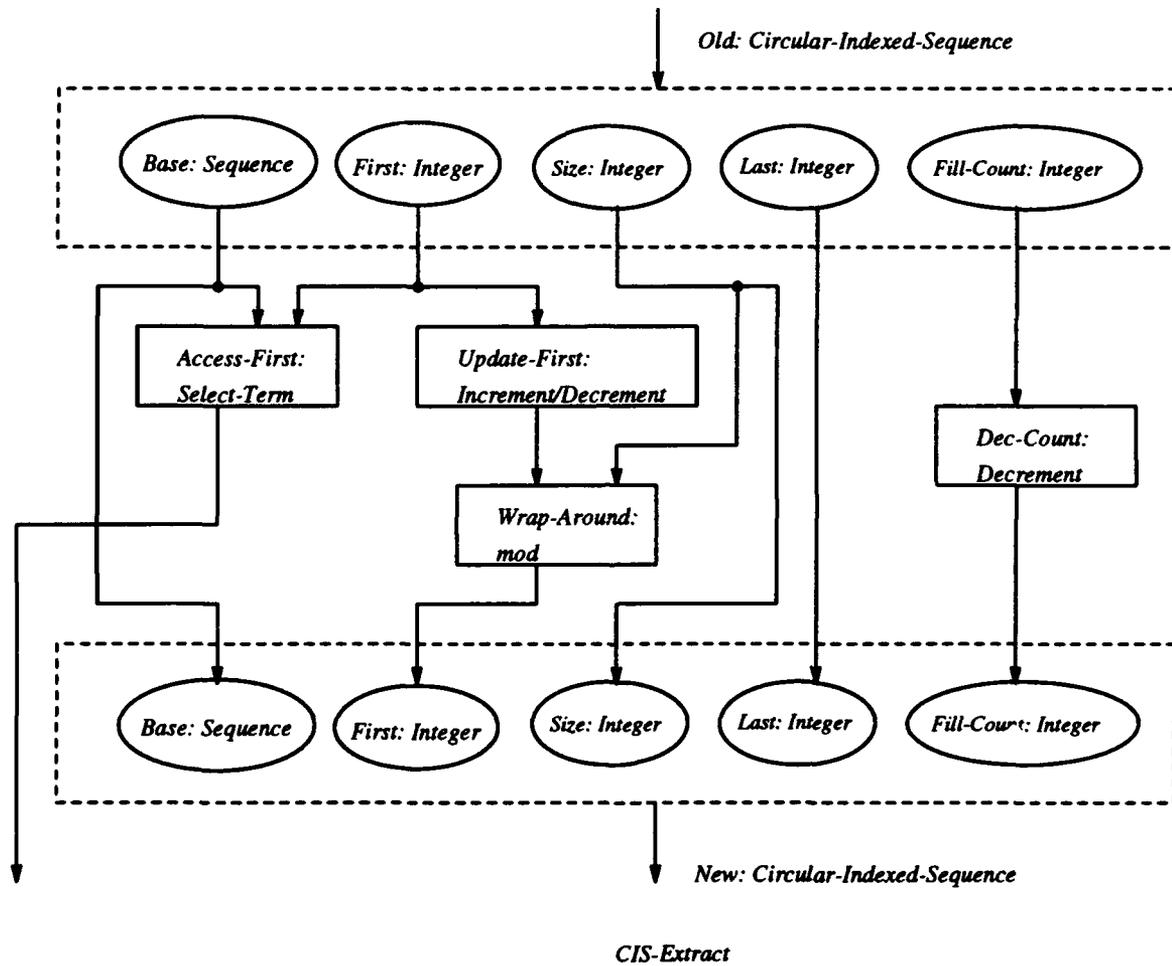 Old: Circular-Indexed-Sequence
Base: Sequence
First: Integer
Size: Integer
Last: Integer
Fill-Count: Integer
Access-First:
Select-Term
Update-First:
Increment/Decrement
Dec-Count:
Decrement
Wrap-Around:
mod
Base: Sequence
First: Integer
Size: Integer
Last: Integer
Fill-Count: Integer
New: Circular-Indexed-Sequence
CIS-Extract